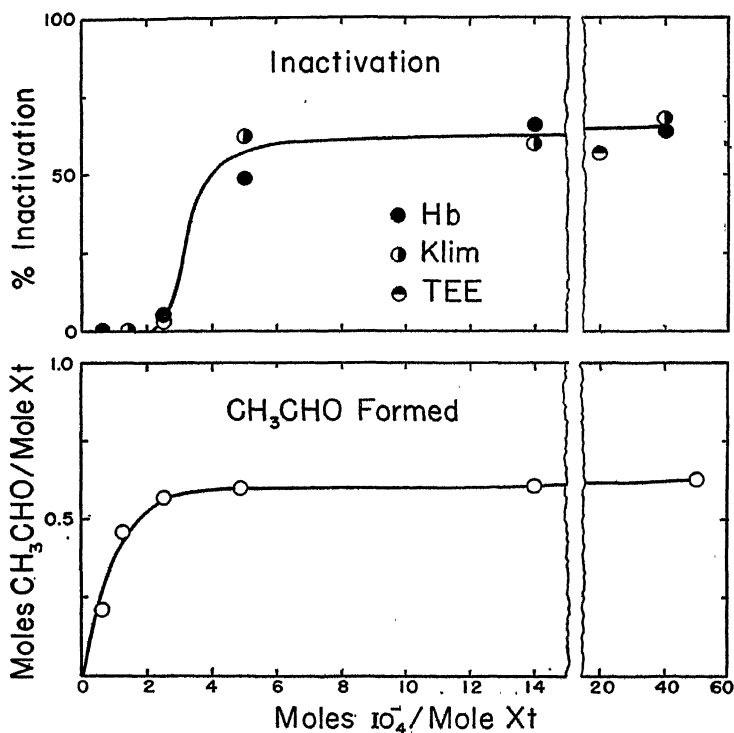 100
50
0
% Inactivation
Inactivation
Hb
Klim
TEE
1.0
0.5
Moles CH₃CHO/Mole Xt
CH₃CHO Formed
0 2 4 6 8 10 12 14 20 40 60
Moles IO₄⁻/Mole Xt